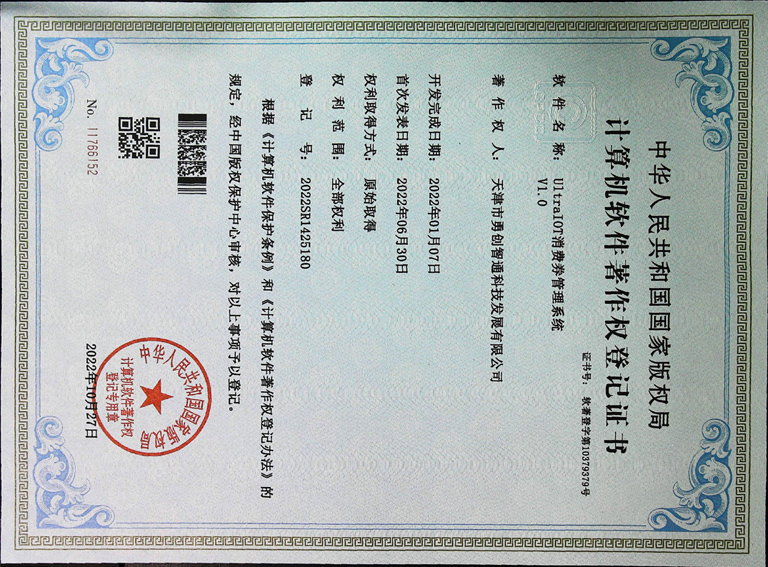 中华人民共和国国家版权局
计算机软件著作权登记证书
证书号： 软著登字第10379379号
软件名称： UltraIOT消费券管理系统
V1.0
著作权人： 天津市勇创智通科技发展有限公司
开发完成日期： 2022年01月07日
首次发表日期： 2022年06月30日
权利取得方式： 原始取得
权利范围： 全部权利
登记号： 2022SR1425180
根据《计算机软件保护条例》和《计算机软件著作权登记办法》的
规定，经中国版权保护中心审核，对以上事项予以登记。
No. 11766152
中华人民共和国国家版权局
计算机软件著作权
登记专用章
2022年10月27日